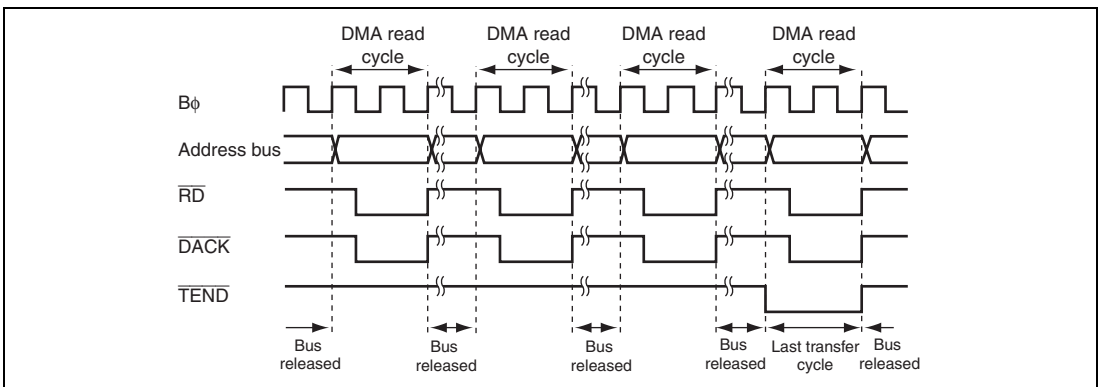 DMA read cycle
DMA read cycle
DMA read cycle
DMA read cycle
Bφ
Address bus
RD
DACK
TEND
Bus released
Bus released
Bus released
Bus released
Last transfer cycle
Bus released